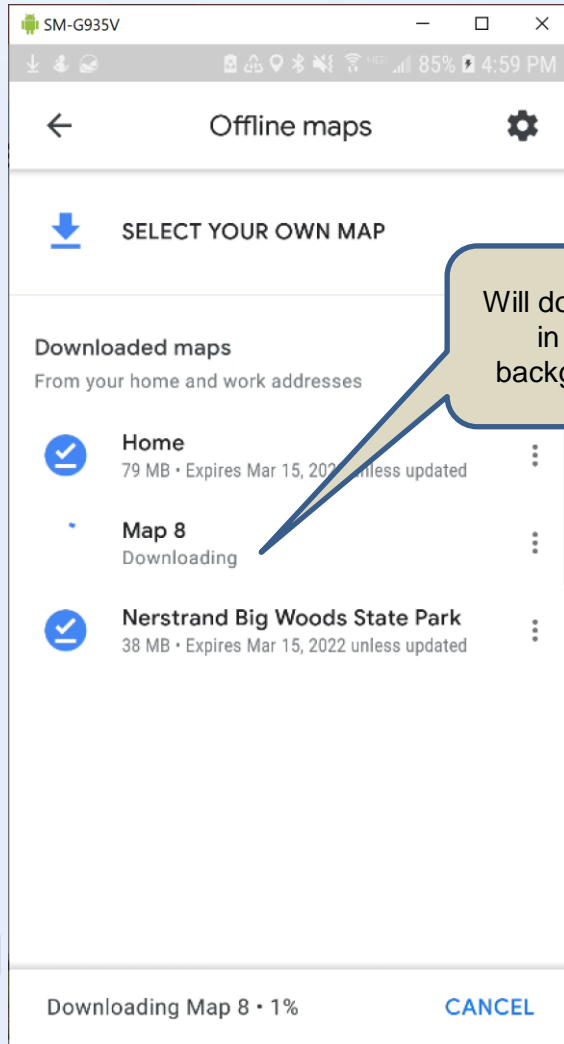 SM-G935V
85% 4:59 PM
Offline maps
SELECT YOUR OWN MAP
Will do
in
backg
Downloaded maps
From your home and work addresses
Home
79 MB • Expires Mar 15, 202 unless updated
Map 8
Downloading
Nerstrand Big Woods State Park
38 MB • Expires Mar 15, 2022 unless updated
Downloading Map 8 • 1%
CANCEL